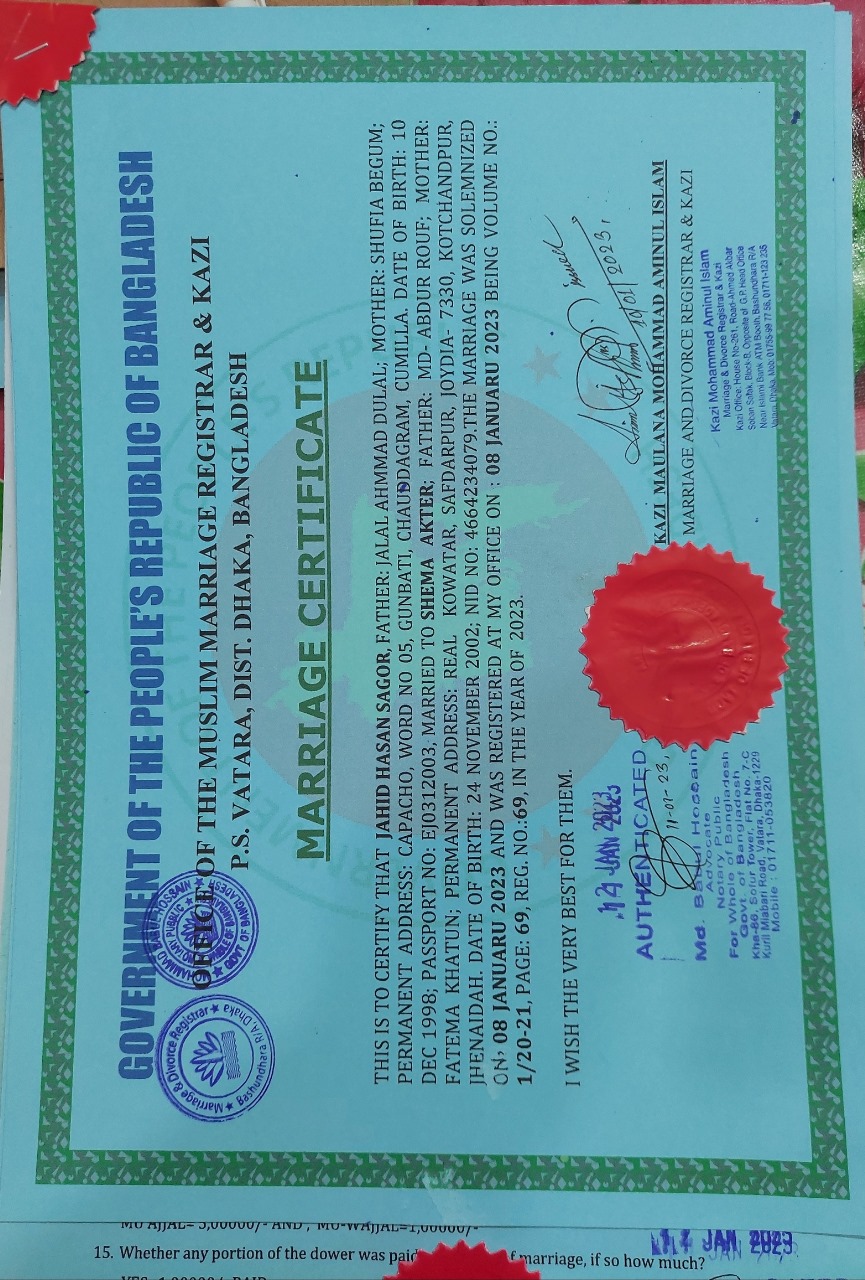 GOVERNMENT OF THE PEOPLE'S REPUBLIC OF BANGLADESH
OFFICE OF THE MUSLIM MARRIAGE REGISTRAR & KAZI
P.S. VATARA, DIST. DHAKA, BANGLADESH
Marriage & Divorce Registrar ★ Bashundhara R/A Dhaka ★
NOTARY PUBLIC
GOVT OF BANGLADESH
MARRIAGE CERTIFICATE
THIS IS TO CERTIFY THAT JAHID HASAN SAGOR, FATHER: JALAL AHMMAD DULAL; MOTHER: SHUFIA BEGUM;
PERMANENT ADDRESS: CAPACHO, WORD NO 05, GUNBATI, CHAUDDAGRAM, CUMILLA. DATE OF BIRTH: 10
DEC 1998; PASSPORT NO: EJ0312003, MARRIED TO SHEMA AKTER; FATHER: MD- ABDUR ROUF; MOTHER:
FATEMA KHATUN; PERMANENT ADDRESS: REAL KOWATAR, SAFDARPUR, JOYDIA- 7330, KOTCHANDPUR,
JHENAIDAH. DATE OF BIRTH: 24 NOVEMBER 2002; NID NO: 4664234079.THE MARRIAGE WAS SOLEMNIZED
ON, 08 JANUARU 2023 AND WAS REGISTERED AT MY OFFICE ON : 08 JANUARU 2023 BEING VOLUME NO.:
1/20-21, PAGE: 69, REG. NO.:69, IN THE YEAR OF 2023.
I WISH THE VERY BEST FOR THEM.
10/01/2023
KAZI MAULANA MOHAMMAD AMINUL ISLAM
MARRIAGE AND DIVORCE REGISTRAR & KAZI
Kazi Mohammad Aminul Islam
Marriage & Divorce Registrar & Kazi
Kazi Office: House No-261, Road-Ahmed Akbar
Soban Sarak, Block-B, Opposite of G.P Head Office
Near Islami Bank ATM Booth, Bashundhara R/A
Vatara, Dhaka, Mob: 01711-123 235
JAN 2023
AUTHENTICATED
11-01-23
Md. Hossain
Advocate
Notary Public
For Whole of Bangladesh
Govt. of Bangladesh
Kha-86, Tower, Flat No. 7-C
Kuril Miabari Road, Vatara, Dhaka-1229
Mobile : 01711-053820
MU AJJAL= 5,00000/- AND , MU-WAJJAL=1,00000/-
15. Whether any portion of the dower was paid marriage, if so how much?
JAN 2023